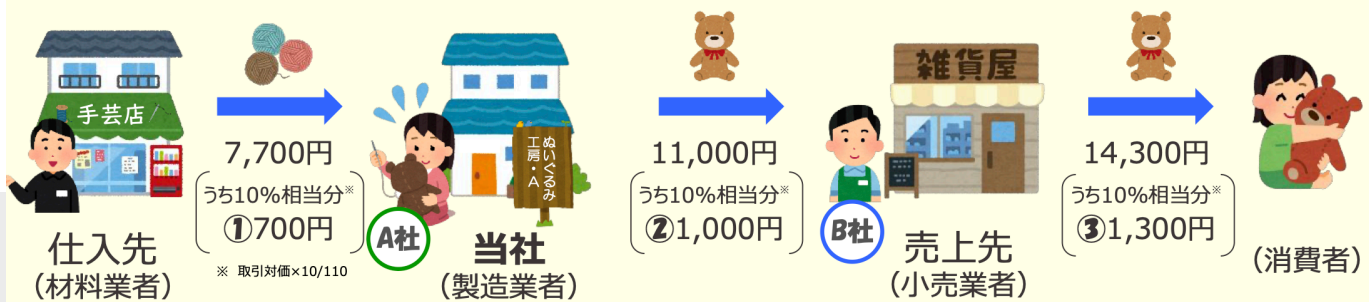 手芸店
7,700円
うち10%相当分※
①700円
※ 取引対価×10/110
仕入先
(材料業者)
A社
ぬいぐるみ
工房・A
当社
(製造業者)
11,000円
うち10%相当分※
②1,000円
雑貨屋
B社
売上先
(小売業者)
14,300円
うち10%相当分※
③1,300円
(消費者)